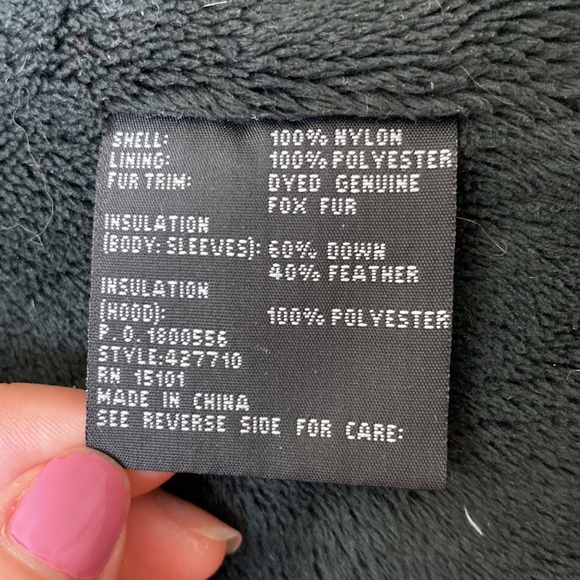 SHELL: 100% NYLON
LINING: 100% POLYESTER
FUR TRIM: DYED GENUINE
FOX FUR
INSULATION
(BODY: SLEEVES): 60% DOWN
40% FEATHER
INSULATION
(HOOD): 100% POLYESTER
P.O. 1800556
STYLE:427710
RN 15101
MADE IN CHINA
SEE REVERSE SIDE FOR CARE: